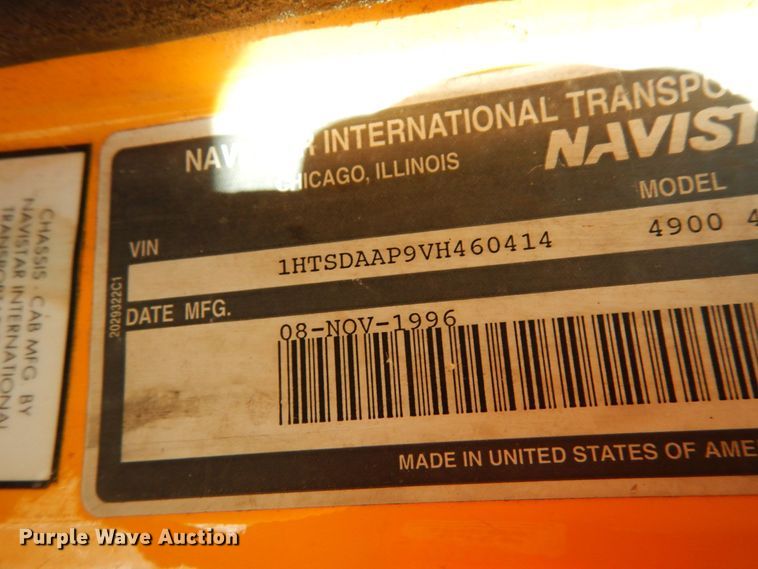 INTERNATIONAL
NAVIST
CHICAGO, ILLINOIS
MODEL
VIN
1HTSDAAP9VH460414
4900 4
DATE MFG.
08-NOV-1996
MADE IN UNITED STATES OF AME
2029322C1
CHASSIS - CAB MFG BY
NAVISTAR INTERNATIONAL
Purple Wave Auction